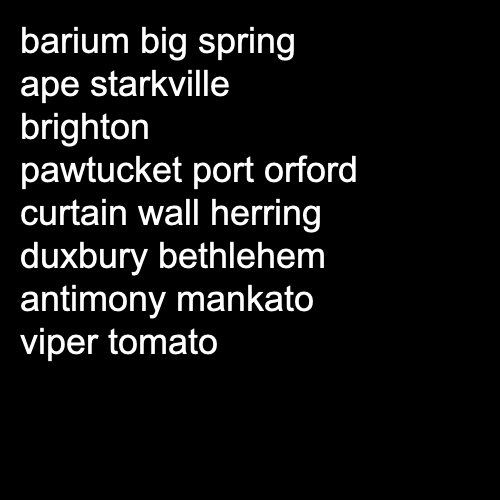 barium big spring
ape starkville
brighton
pawtucket port orford
curtain wall herring
duxbury bethlehem
antimony mankato
viper tomato